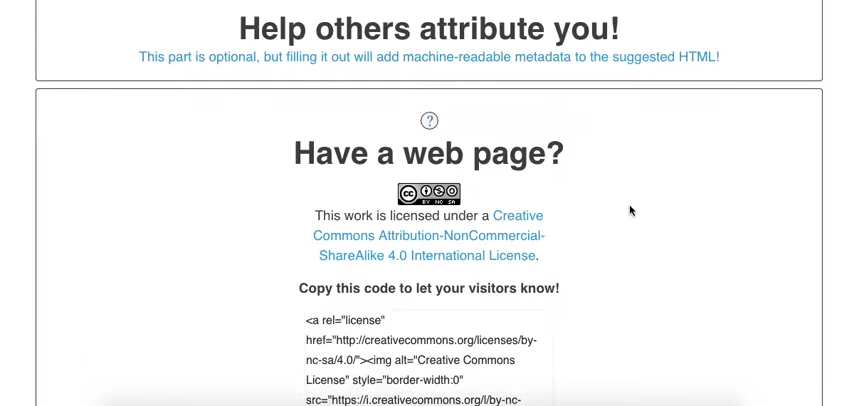 Help others attribute you!
This part is optional, but filling it out will add machine-readable metadata to the suggested HTML!
?
Have a web page?
cc BY NC SA
This work is licensed under a Creative
Commons Attribution-NonCommercial-
ShareAlike 4.0 International License.
Copy this code to let your visitors know!
<a rel="license"
href="http://creativecommons.org/licenses/by-
nc-sa/4.0/"><img alt="Creative Commons
License" style="border-width:0"
src="https://i.creativecommons.org/l/by-nc-